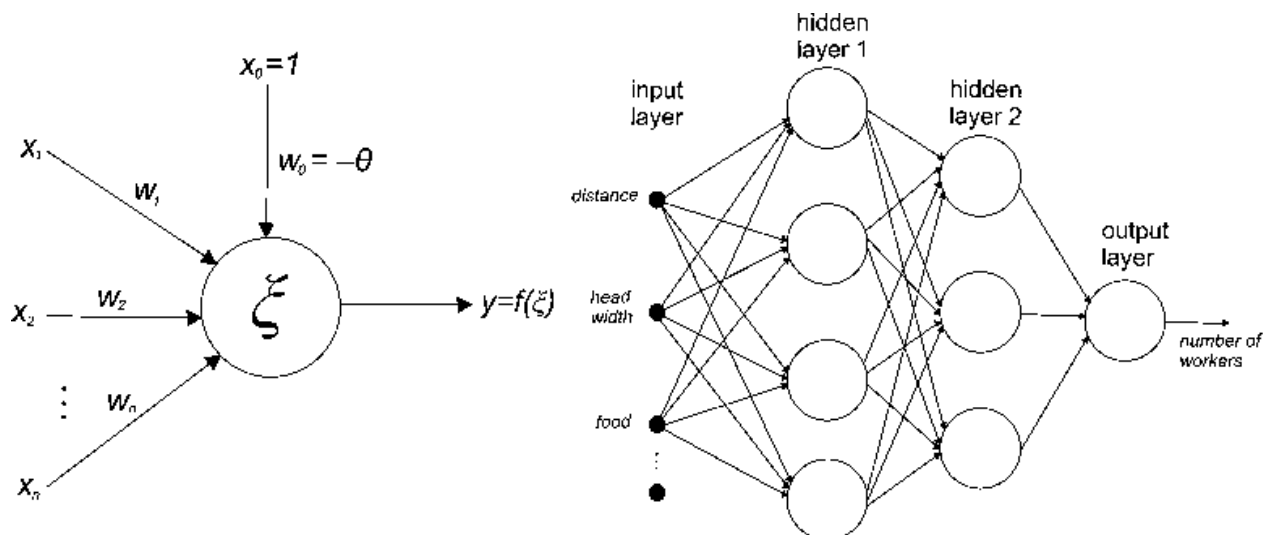 x₀=1
w₀ = –θ
x₁
w₁
x₂
w₂
ξ
y=f(ξ)
⋮
wₙ
xₙ
hidden
layer 1
input
layer
hidden
layer 2
distance
output
layer
head
width
number of
workers
food
⋮